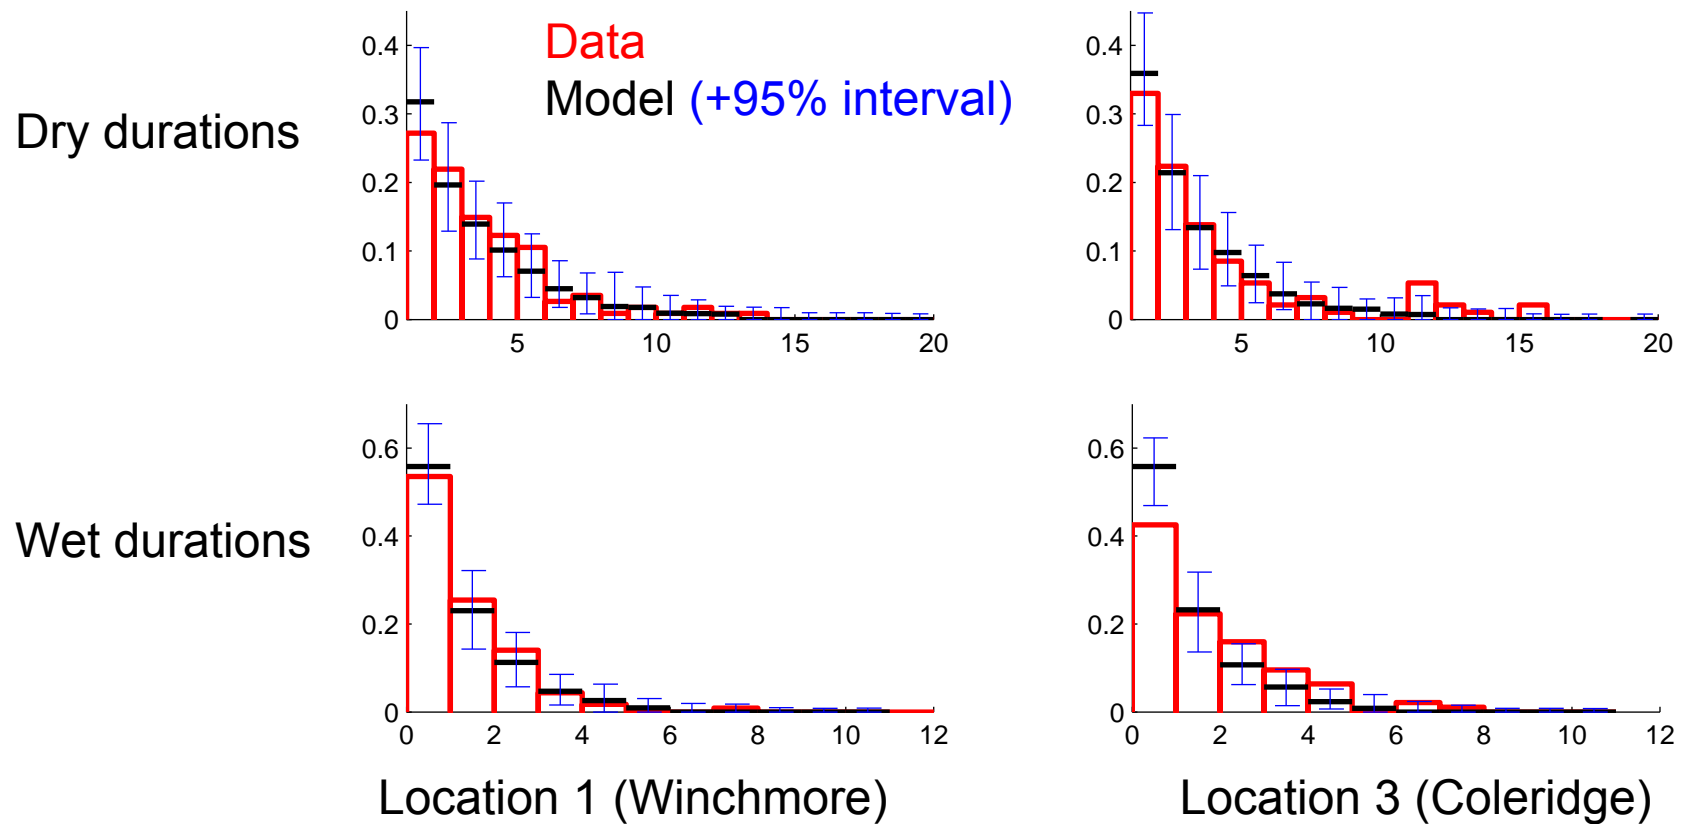 Data
Model (+95% interval)
Dry durations
0.4
0.3
0.2
0.1
0
5 10 15 20
0.4
0.3
0.2
0.1
0
5 10 15 20
Wet durations
0.6
0.4
0.2
0
0 2 4 6 8 10 12
0.6
0.4
0.2
0
0 2 4 6 8 10 12
Location 1 (Winchmore)
Location 3 (Coleridge)